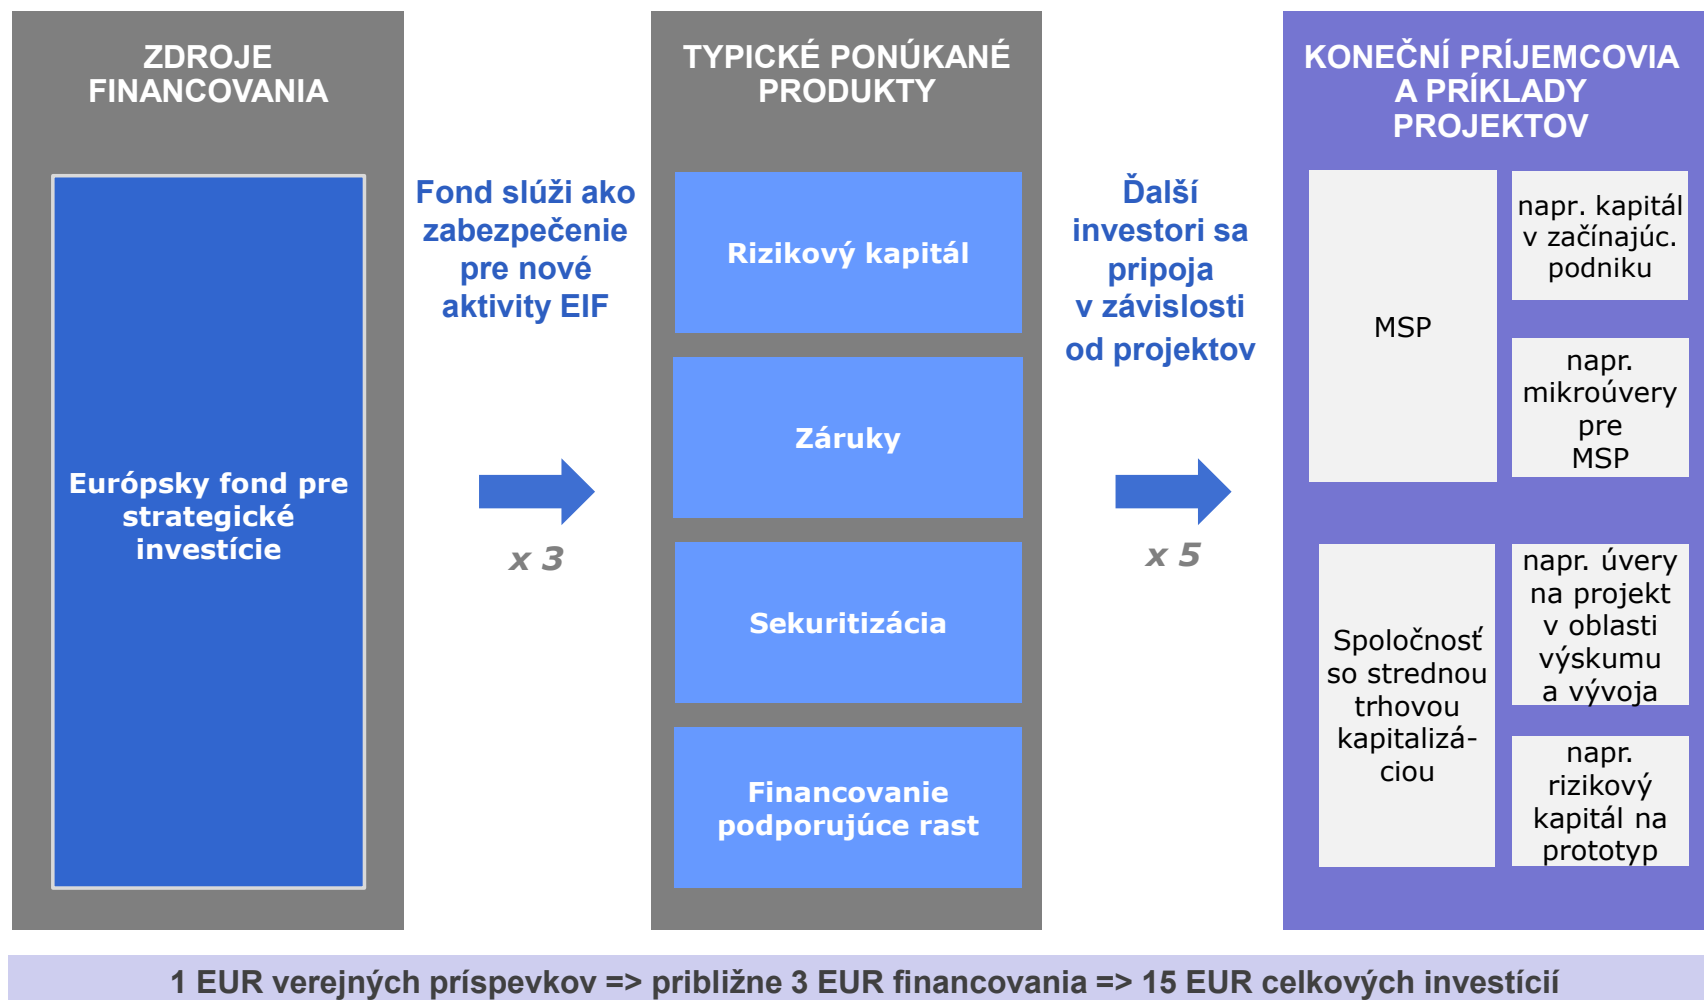 ZDROJE
FINANCOVANIA
Európsky fond pre
strategické
investície
Fond slúži ako
zabezpečenie
pre nové
aktivity EIF
x 3
TYPICKÉ PONÚKANÉ
PRODUKTY
Rizikový kapitál
Záruky
Sekuritizácia
Financovanie
podporujúce rast
Ďalší
investori sa
pripoja
v závislosti
od projektov
x 5
KONEČNÍ PRÍJEMCOVIA
A PRÍKLADY
PROJEKTOV
MSP
napr. kapitál
v začínajúc.
podniku
napr.
mikroúvery
pre
MSP
Spoločnosť
so strednou
trhovou
kapitalizá-
ciou
napr. úvery
na projekt
v oblasti
výskumu
a vývoja
napr.
rizikový
kapitál na
prototyp
1 EUR verejných príspevkov => približne 3 EUR financovania => 15 EUR celkových investícií